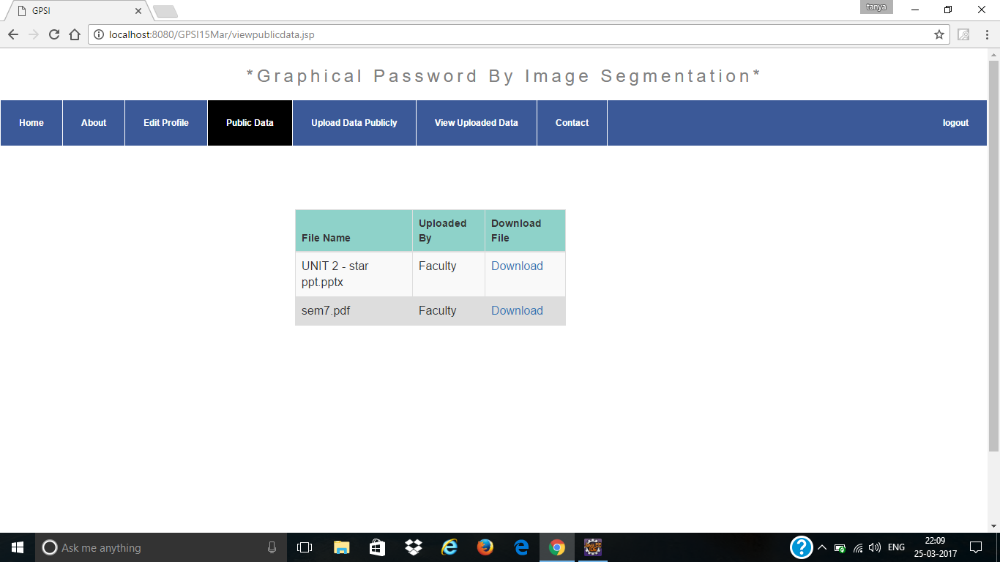 GPSI
tanya
localhost:8080/GPSI15Mar/viewpublicdata.jsp
*Graphical Password By Image Segmentation*
Home About Edit Profile Public Data Upload Data Publicly View Uploaded Data Contact logout
File Name Uploaded By Download File
UNIT 2 - star ppt.pptx Faculty Download
sem7.pdf Faculty Download
Ask me anything
ENG
22:09
25-03-2017